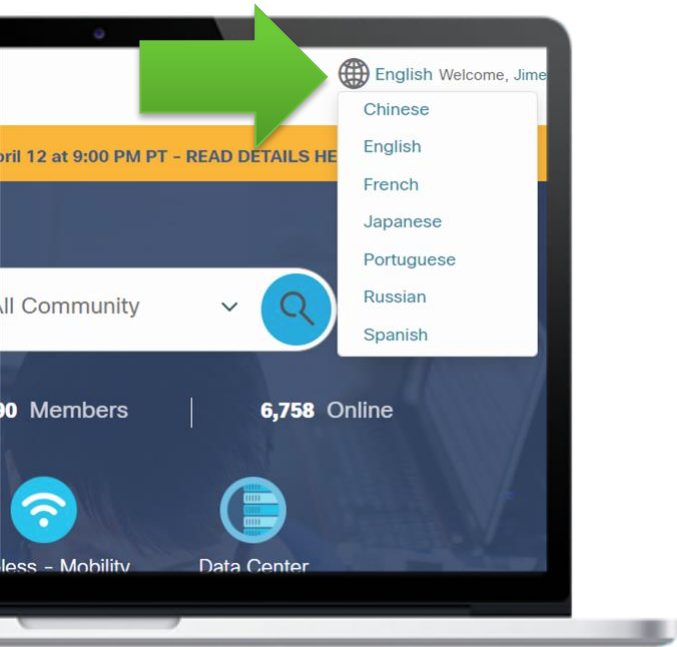 English Welcome, Jime
Chinese
pril 12 at 9:00 PM PT - READ DETAILS HE
English
French
Japanese
Portuguese
Russian
Spanish
All Community
90 Members
6,758 Online
less - Mobility
Data Center